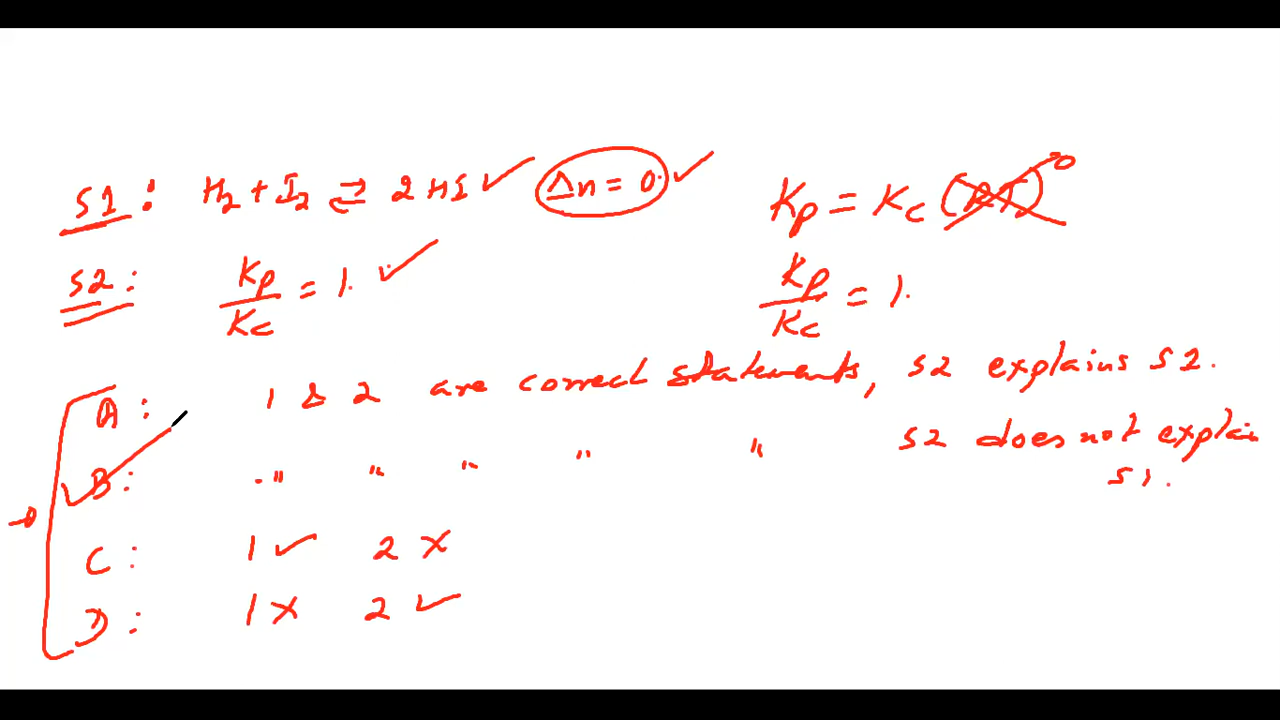 S1 : H₂ + I₂ ⇌ 2HI ✓ Δn = 0. ✓
Kp = Kc (RT)⁰
S2 : Kp/Kc = 1. ✓
Kp/Kc = 1.
A : 1 & 2 are correct statements, S2 explains S1.
B : " " " " " S2 does not explain
S1.
C : 1 ✓ 2 ✗
D : 1 ✗ 2 ✓